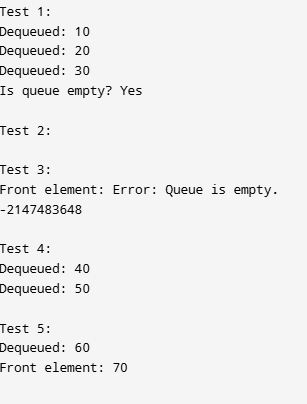 Test 1:
Dequeued: 10
Dequeued: 20
Dequeued: 30
Is queue empty? Yes
Test 2:
Test 3:
Front element: Error: Queue is empty.
-2147483648
Test 4:
Dequeued: 40
Dequeued: 50
Test 5:
Dequeued: 60
Front element: 70